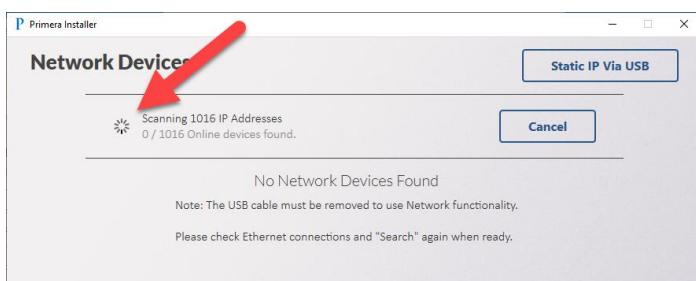 P Primera Installer
Network Devices
Static IP Via USB
Scanning 1016 IP Addresses
0 / 1016 Online devices found.
Cancel
No Network Devices Found
Note: The USB cable must be removed to use Network functionality.
Please check Ethernet connections and "Search" again when ready.